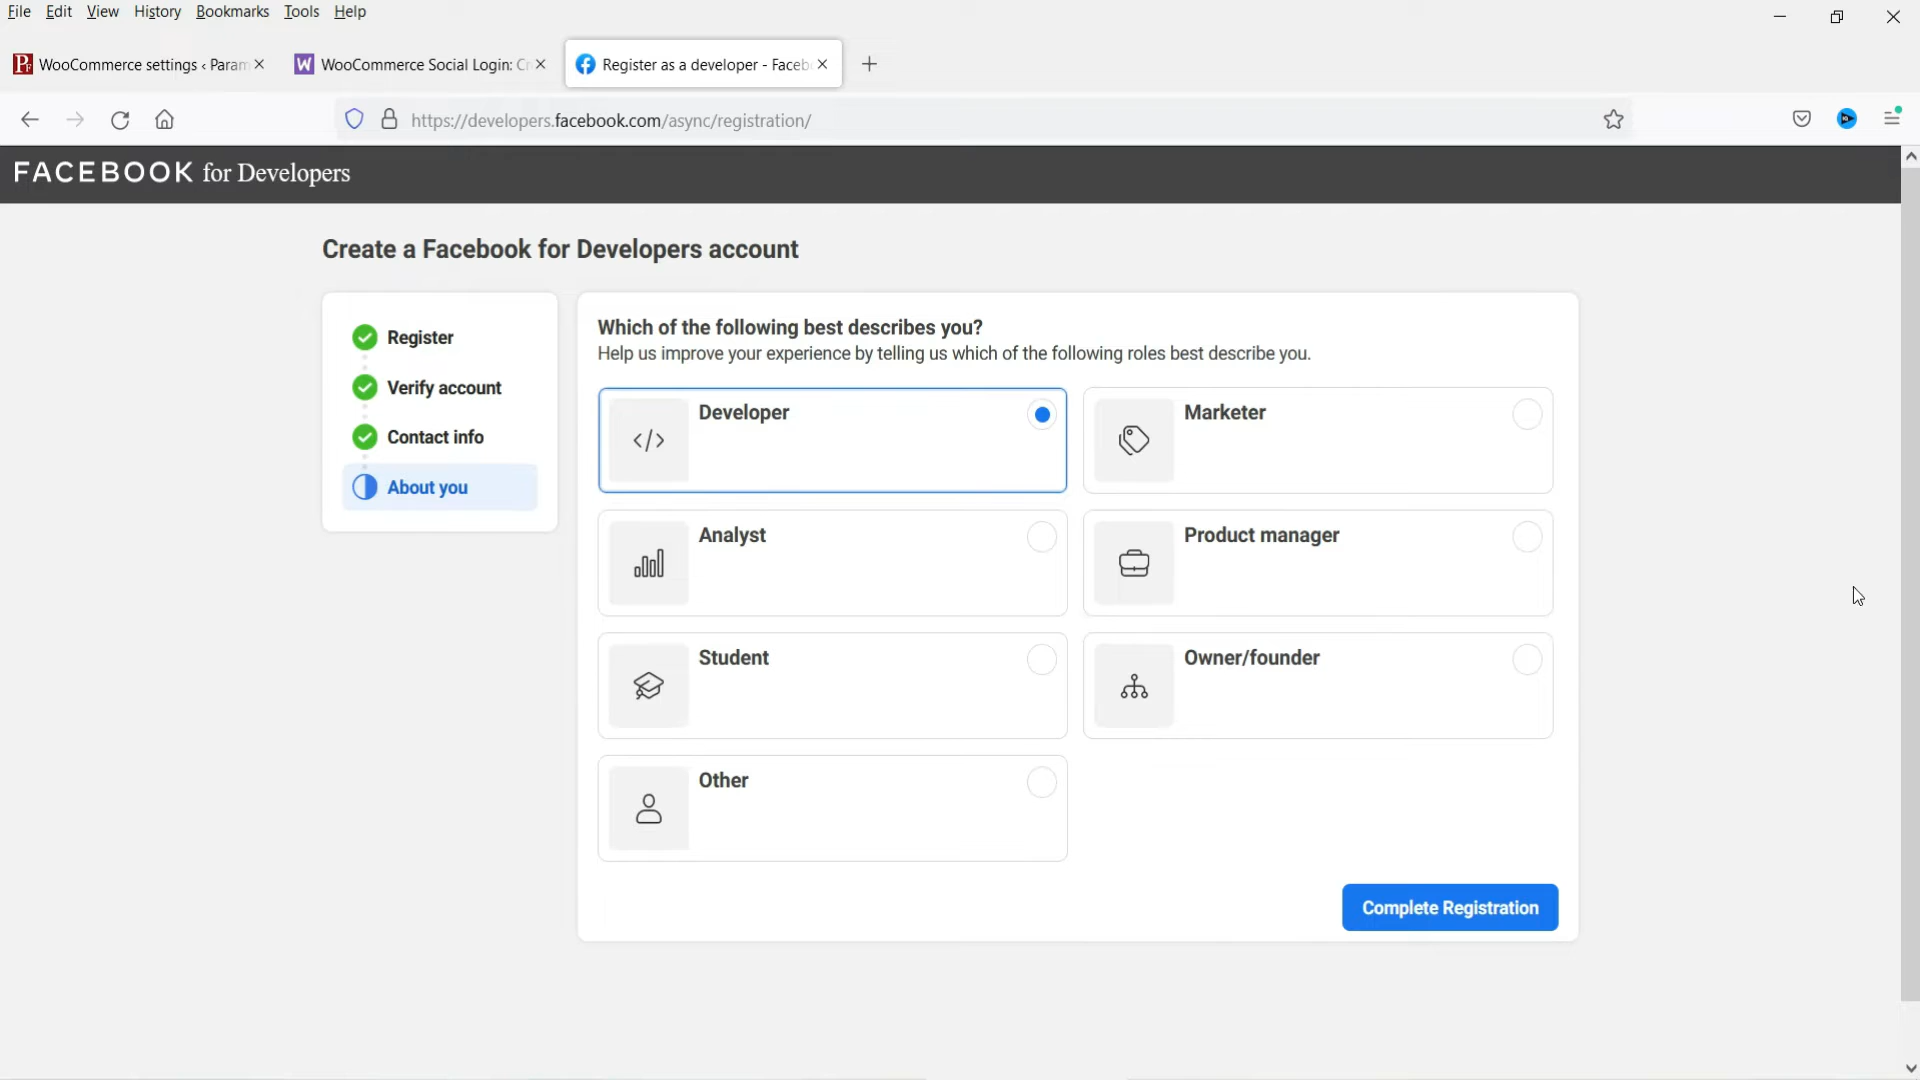 File Edit View History Bookmarks Tools Help
WooCommerce settings ‹ Param
WooCommerce Social Login: Cr
Register as a developer - Faceb
https://developers.facebook.com/async/registration/
FACEBOOK for Developers
Create a Facebook for Developers account
Register
Verify account
Contact info
About you
Which of the following best describes you?
Help us improve your experience by telling us which of the following roles best describe you.
Developer
Marketer
Analyst
Product manager
Student
Owner/founder
Other
Complete Registration